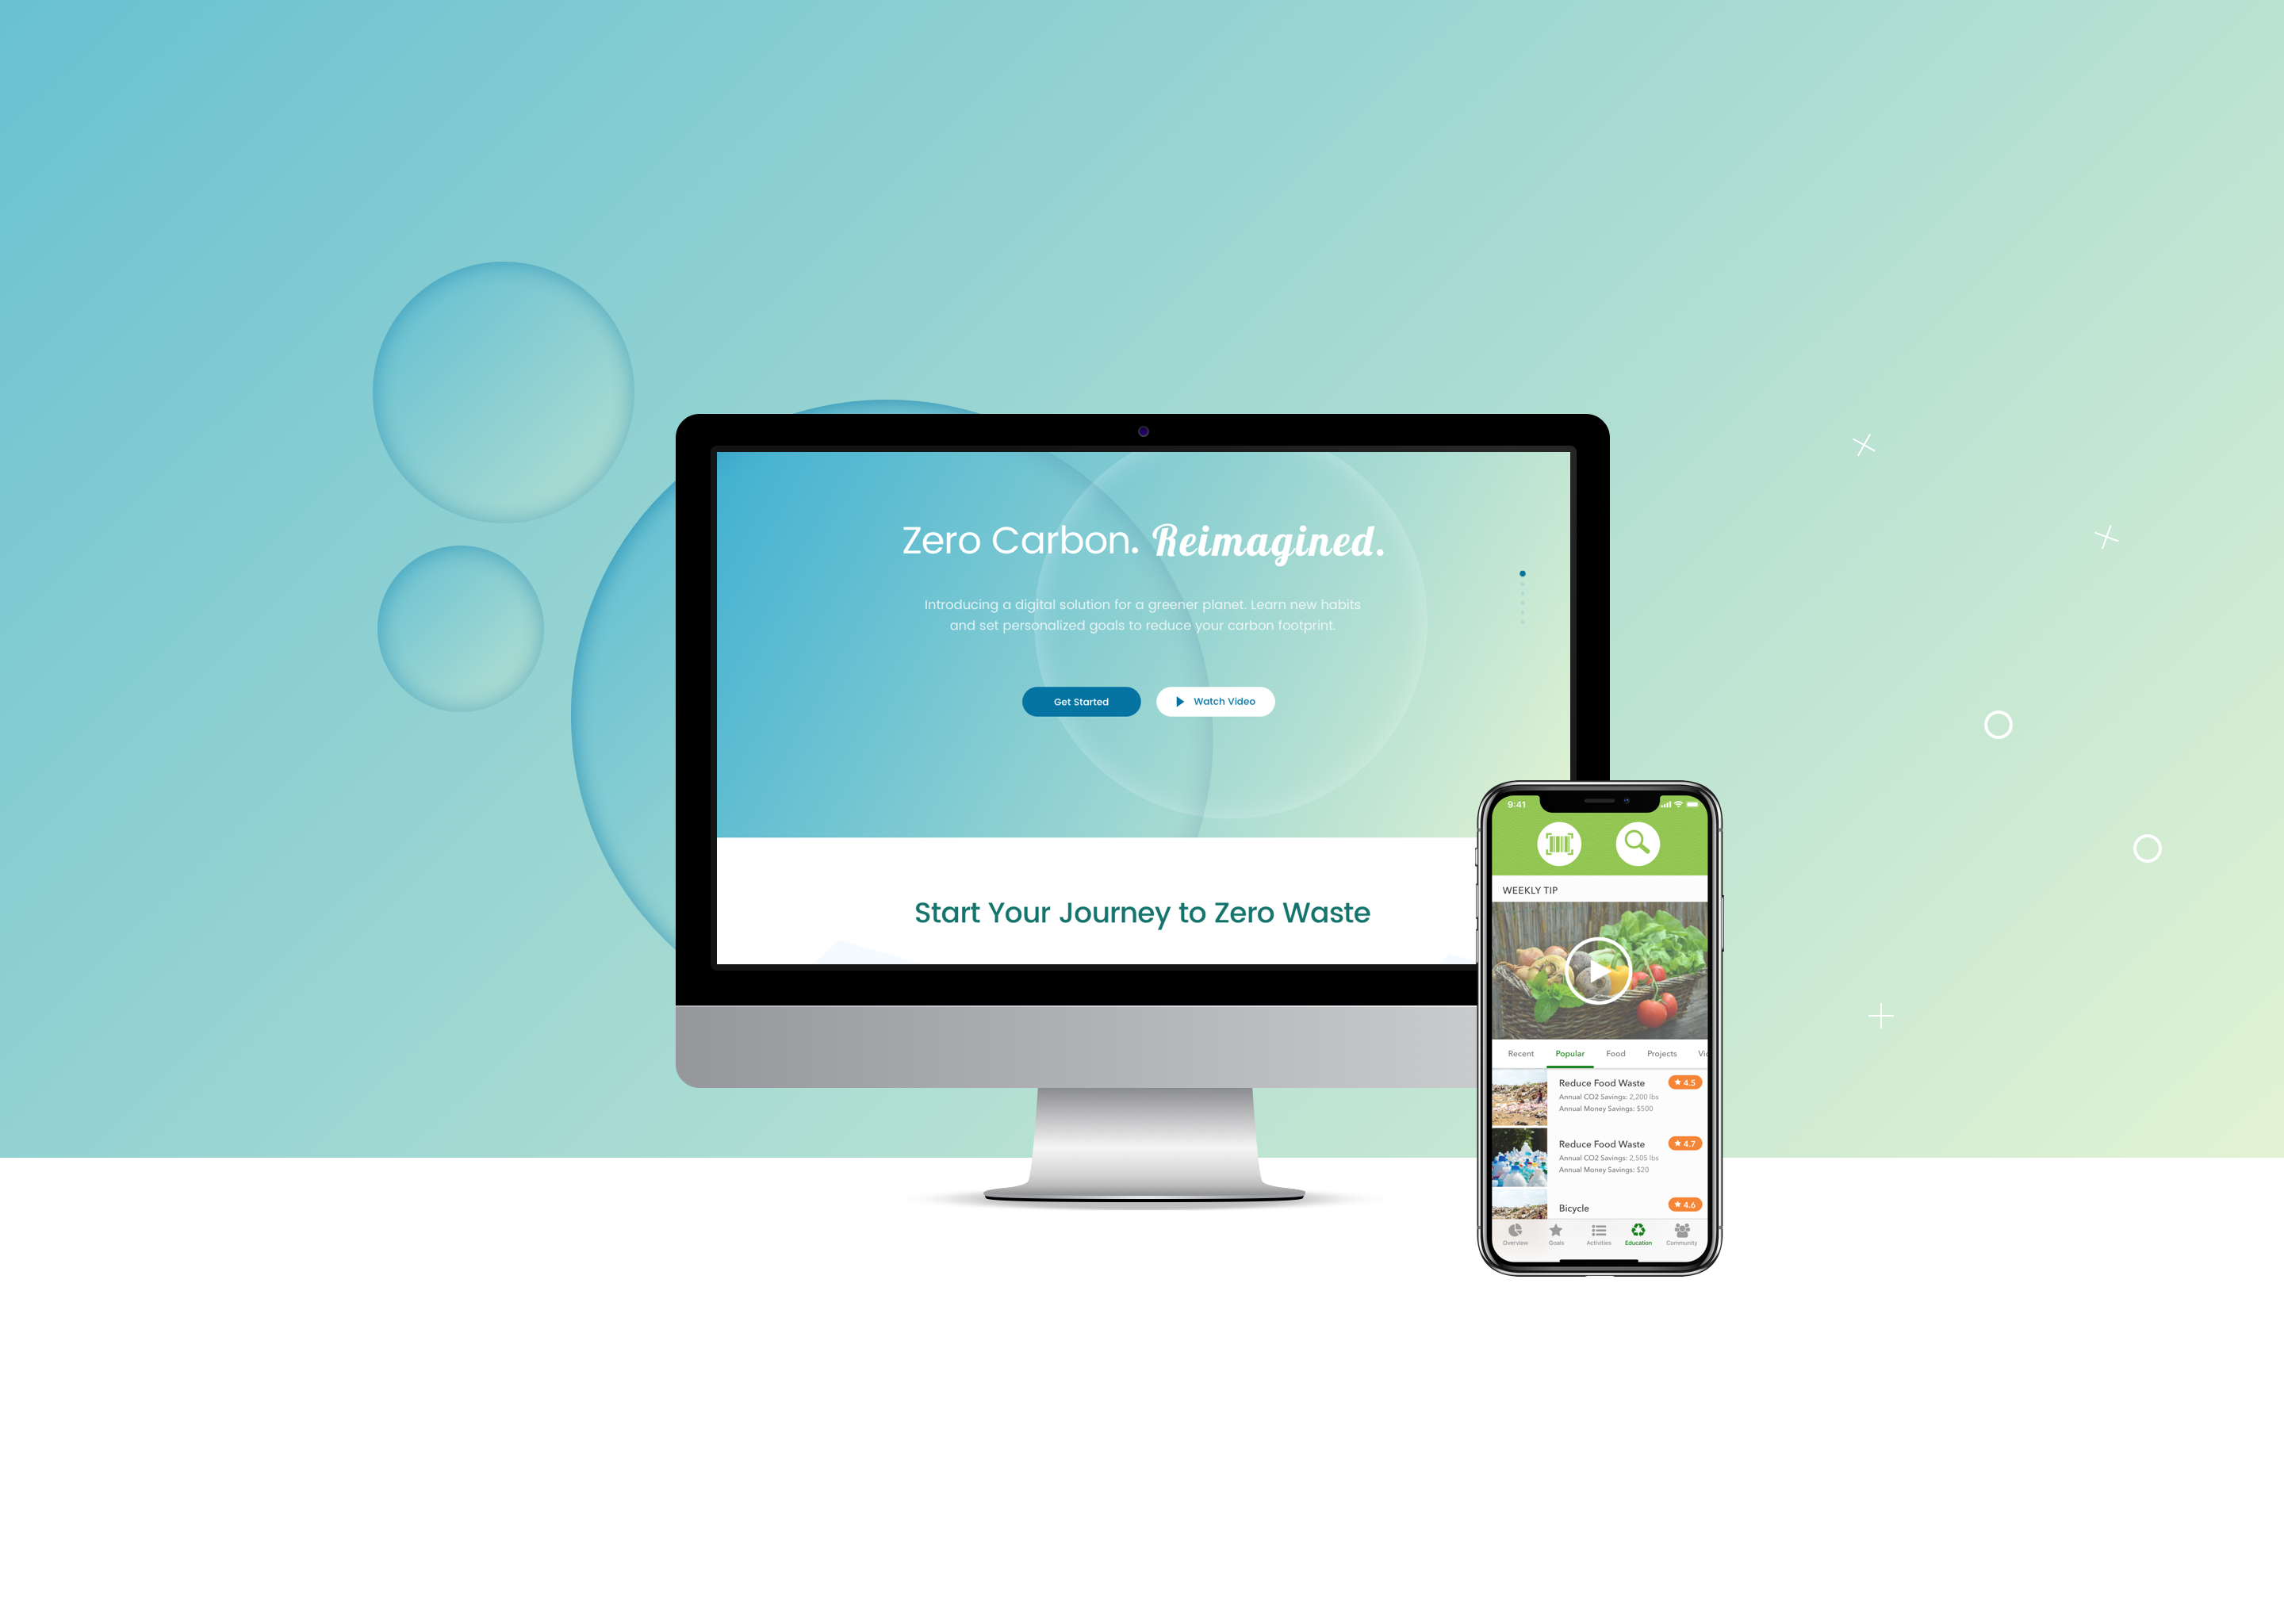 Zero Carbon. Reimagined.
Introducing a digital solution for a greener planet. Learn new habits
and set personalized goals to reduce your carbon footprint.
Get Started
Watch Video
Start Your Journey to Zero Waste
9:41
WEEKLY TIP
Recent Popular Food Projects
Reduce Food Waste 4.5
Annual CO2 Savings: 2,200 lbs
Annual Money Savings: $500
Reduce Food Waste 4.7
Annual CO2 Savings: 2,505 lbs
Annual Money Savings: $20
Bicycle 4.6
Overview Goals Activities Education Community